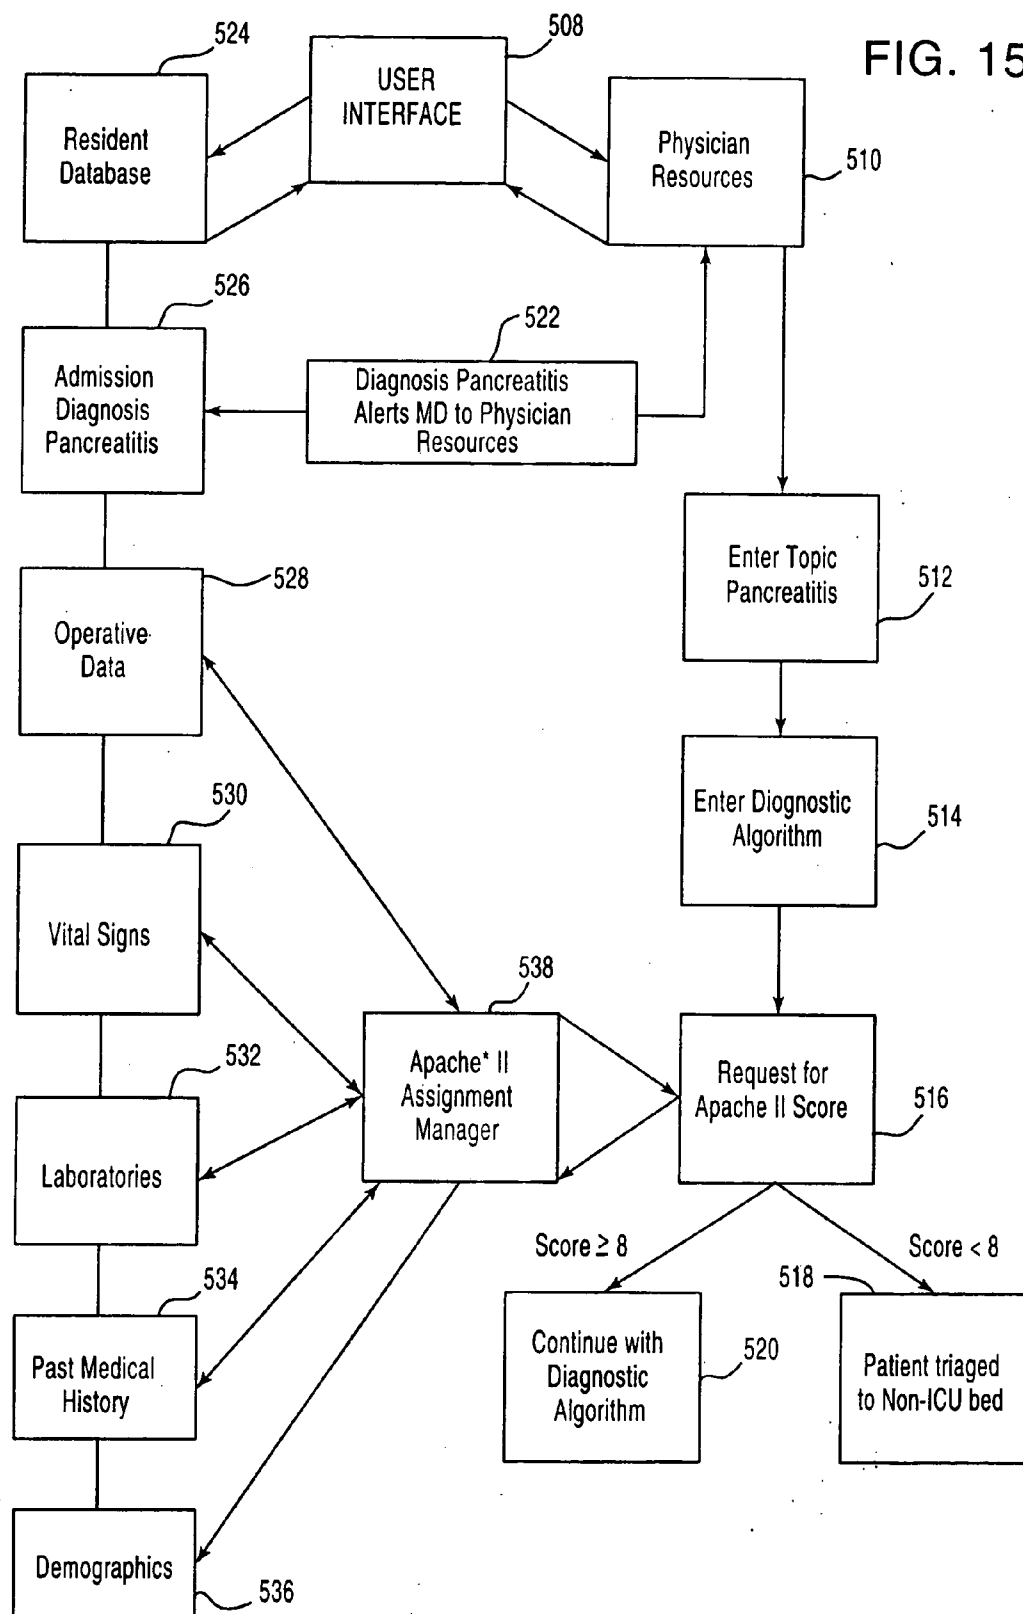 524
508
FIG. 15
USER
INTERFACE
Resident
Database
Physician
Resources
510
526
522
Admission
Diagnosis
Pancreatitis
Diagnosis Pancreatitis
Alerts MD to Physician
Resources
528
Enter Topic
Pancreatitis
512
Operative
Data
530
Enter Diognostic
Algorithm
514
Vital Signs
538
532
Apache* II
Assignment
Manager
Request for
Apache II Score
516
Laboratories
Score ≥ 8
Score < 8
534
518
Past Medical
History
Continue with
Diagnostic
Algorithm
520
Patient triaged
to Non-ICU bed
Demographics
536